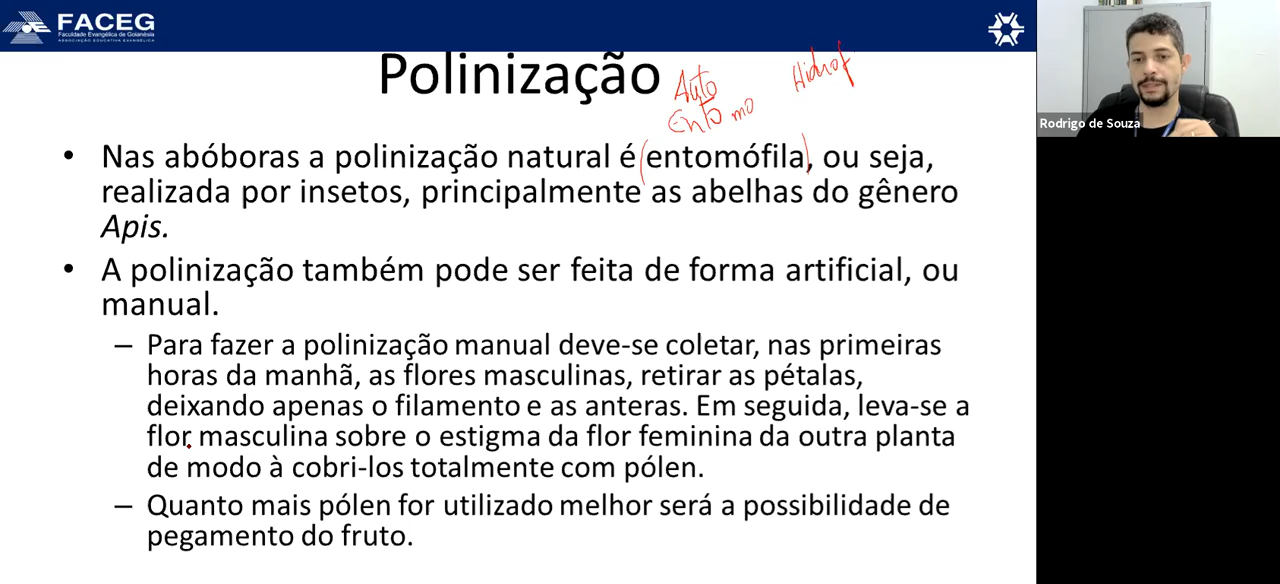 FACEG
Faculdade Evangélica de Goianésia
ASSOCIAÇÃO EDUCATIVA EVANGÉLICA
Rodrigo de Souza
Polinização
Auto
Hidrof
Entomo
• Nas abóboras a polinização natural é (entomófila), ou seja,
realizada por insetos, principalmente as abelhas do gênero
Apis.
• A polinização também pode ser feita de forma artificial, ou
manual.
– Para fazer a polinização manual deve-se coletar, nas primeiras
horas da manhã, as flores masculinas, retirar as pétalas,
deixando apenas o filamento e as anteras. Em seguida, leva-se a
flor masculina sobre o estigma da flor feminina da outra planta
de modo à cobri-los totalmente com pólen.
– Quanto mais pólen for utilizado melhor será a possibilidade de
pegamento do fruto.